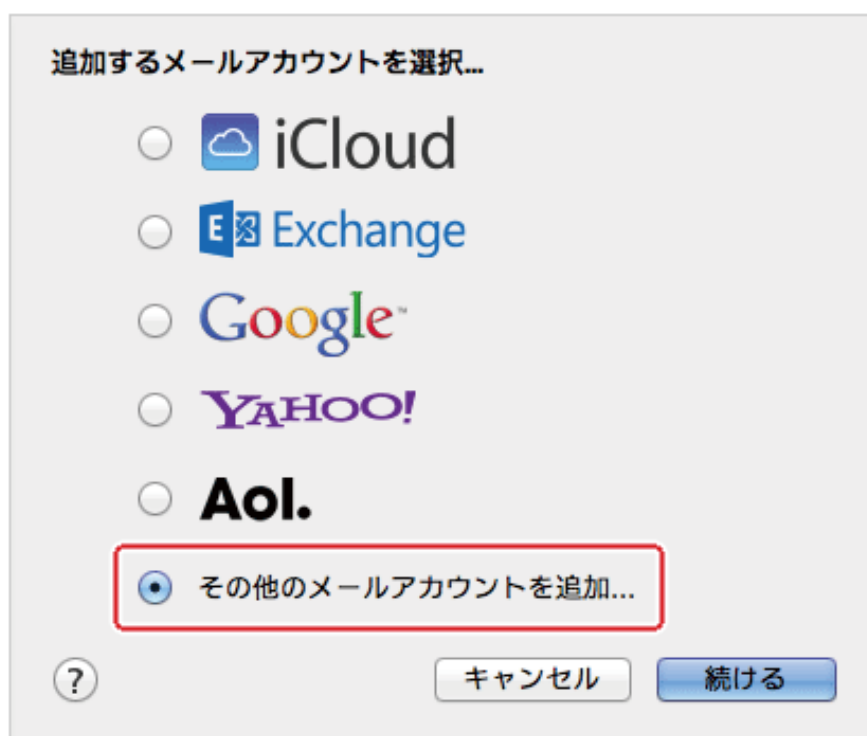 追加するメールアカウントを選択...
iCloud
E Exchange
Google™
YAHOO!
Aol.
その他のメールアカウントを追加...
? キャンセル 続ける